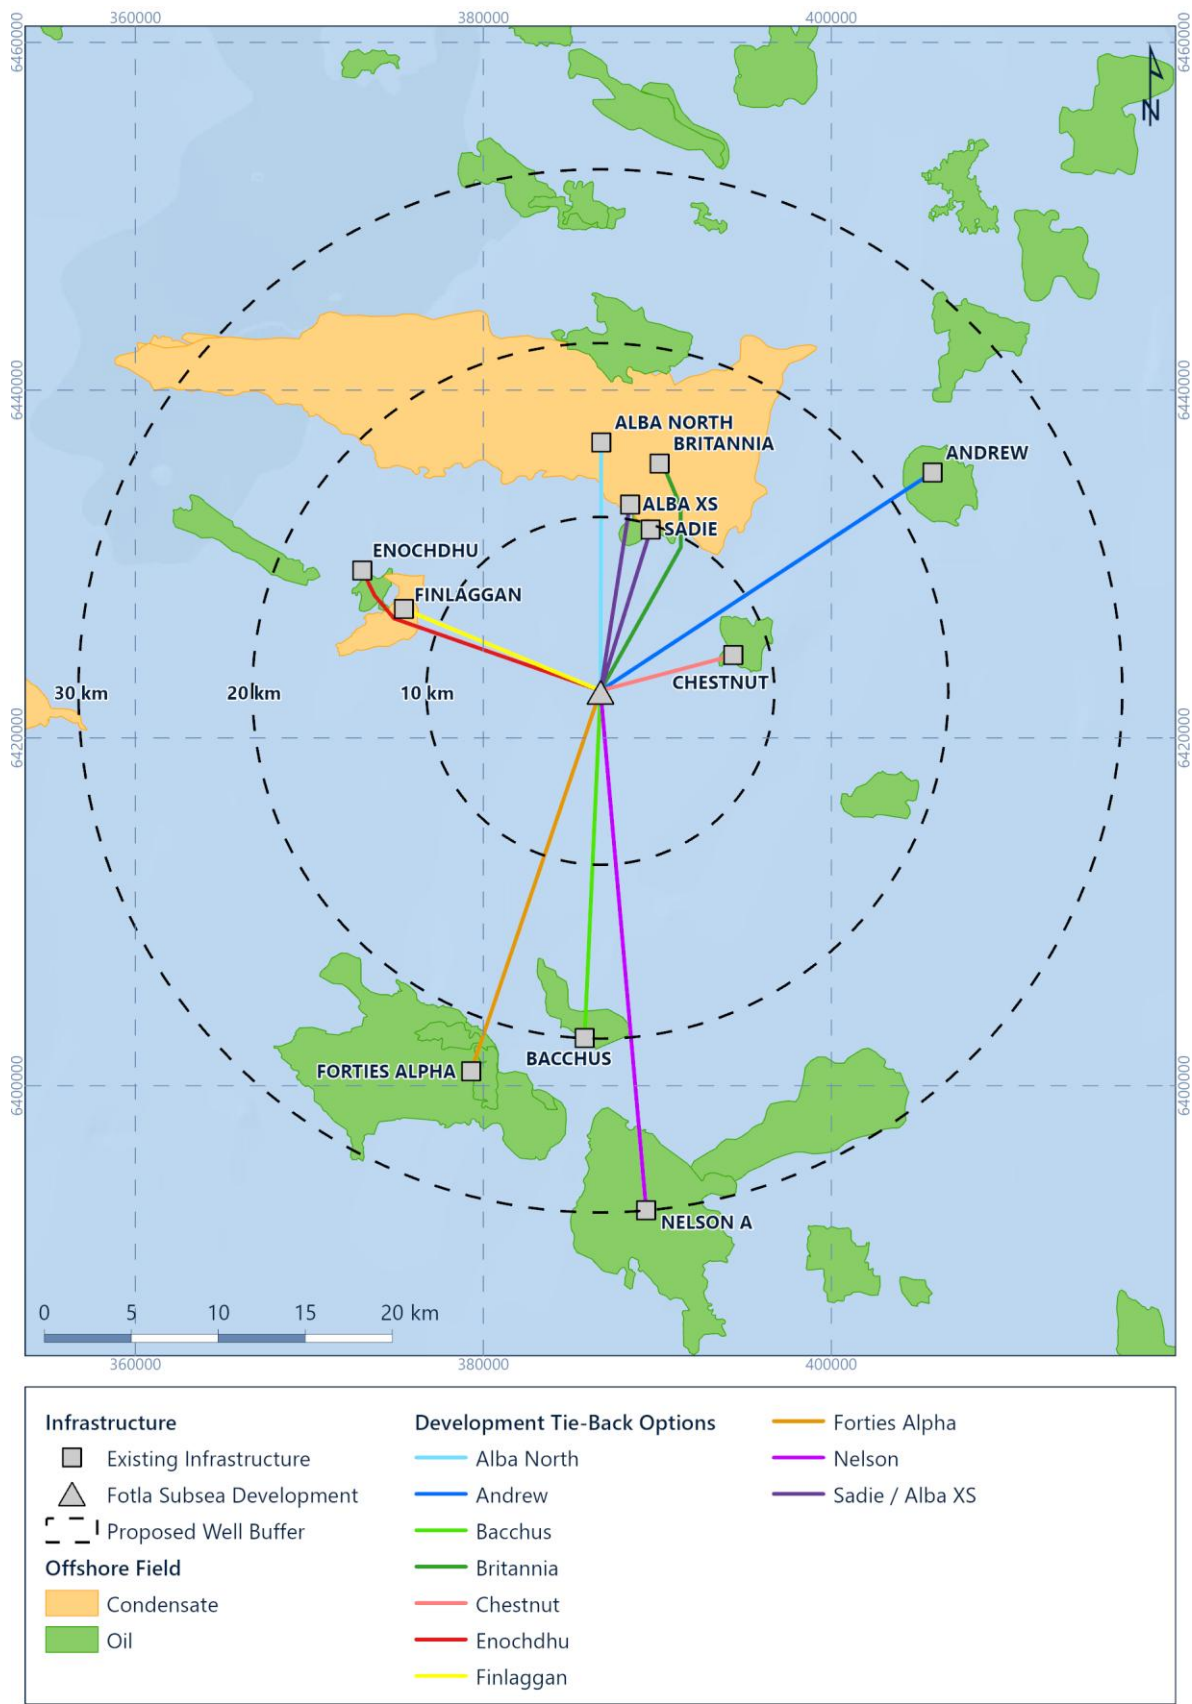 360000 380000 400000
6460000 6460000
N
6440000 6440000
ALBA NORTH
BRITANNIA
ANDREW
ALBA XS
SADIE
ENOCHDHU
FINLAGGAN
CHESTNUT
30 km 20 km 10 km
6420000 6420000
BACCHUS
FORTIES ALPHA
6400000 6400000
NELSON A
0 5 10 15 20 km
360000 380000 400000
Infrastructure
Existing Infrastructure
Fotla Subsea Development
Proposed Well Buffer
Offshore Field
Condensate
Oil
Development Tie-Back Options
Alba North
Andrew
Bacchus
Britannia
Chestnut
Enochdhu
Finlaggan
Forties Alpha
Nelson
Sadie / Alba XS